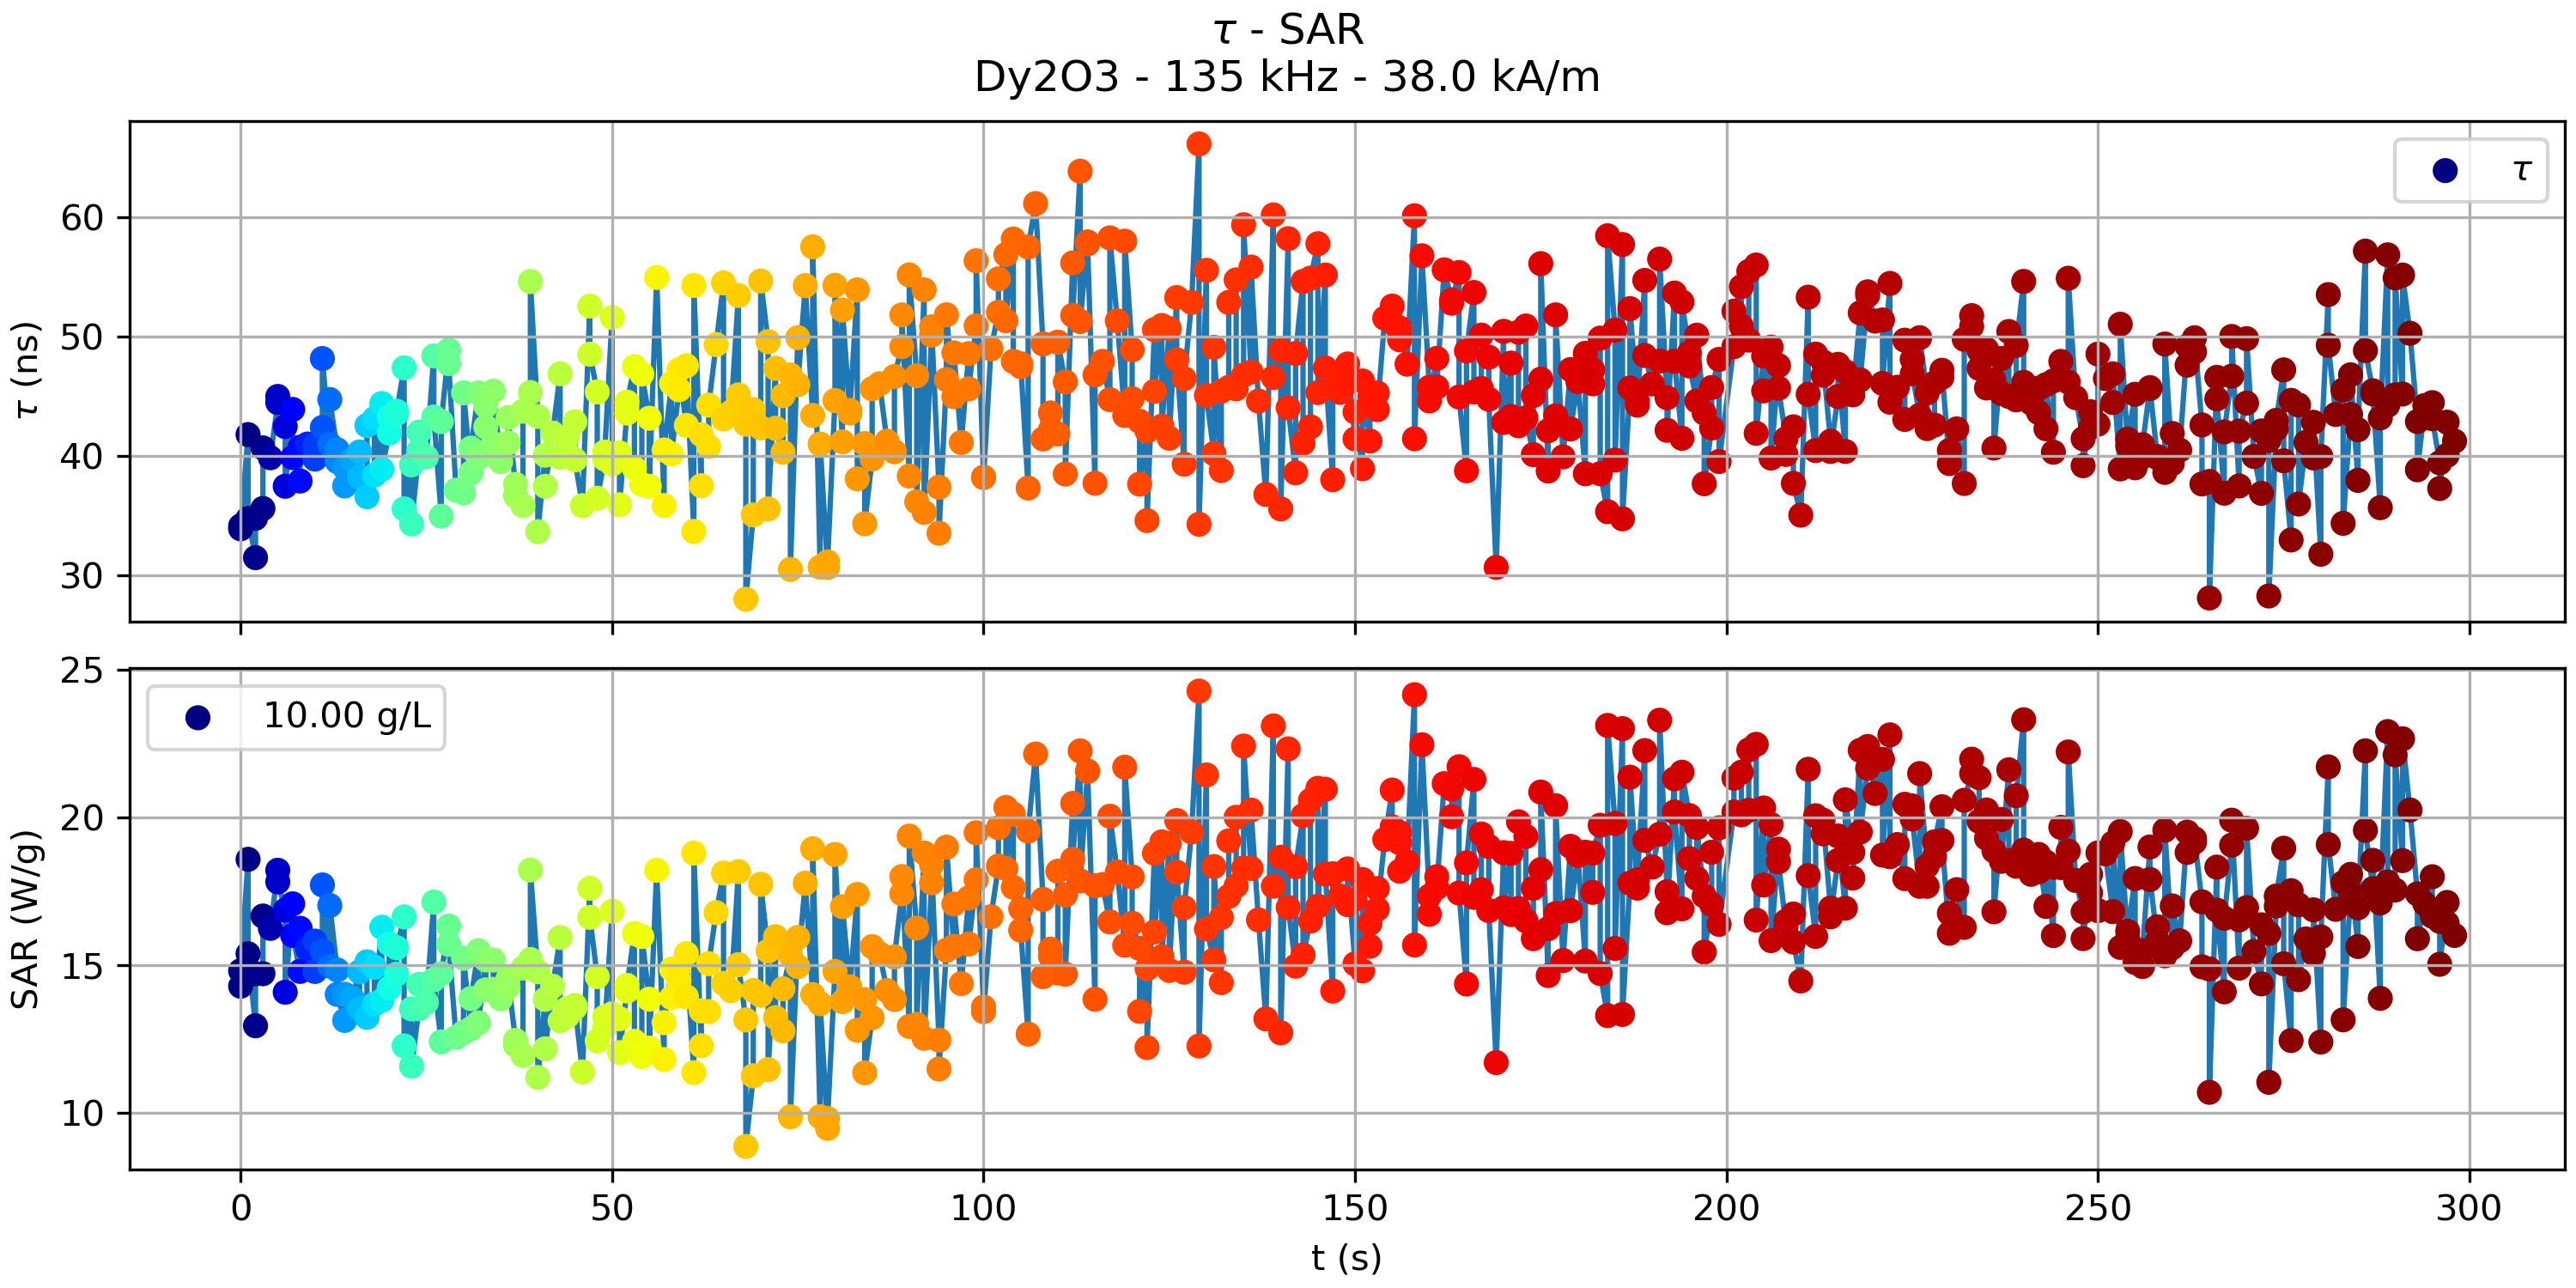 τ - SAR
Dy2O3 - 135 kHz - 38.0 kA/m
τ (ns)
60
50
40
30
τ
SAR (W/g)
25
20
15
10
10.00 g/L
0 50 100 150 200 250 300
t (s)